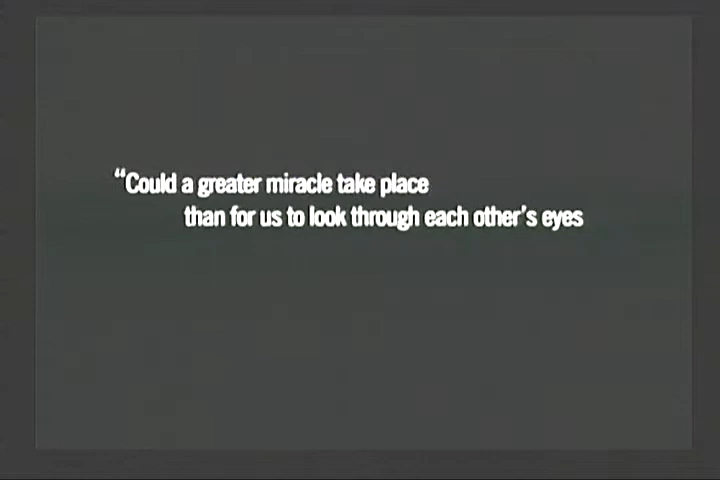 “Could a greater miracle take place
than for us to look through each other's eyes